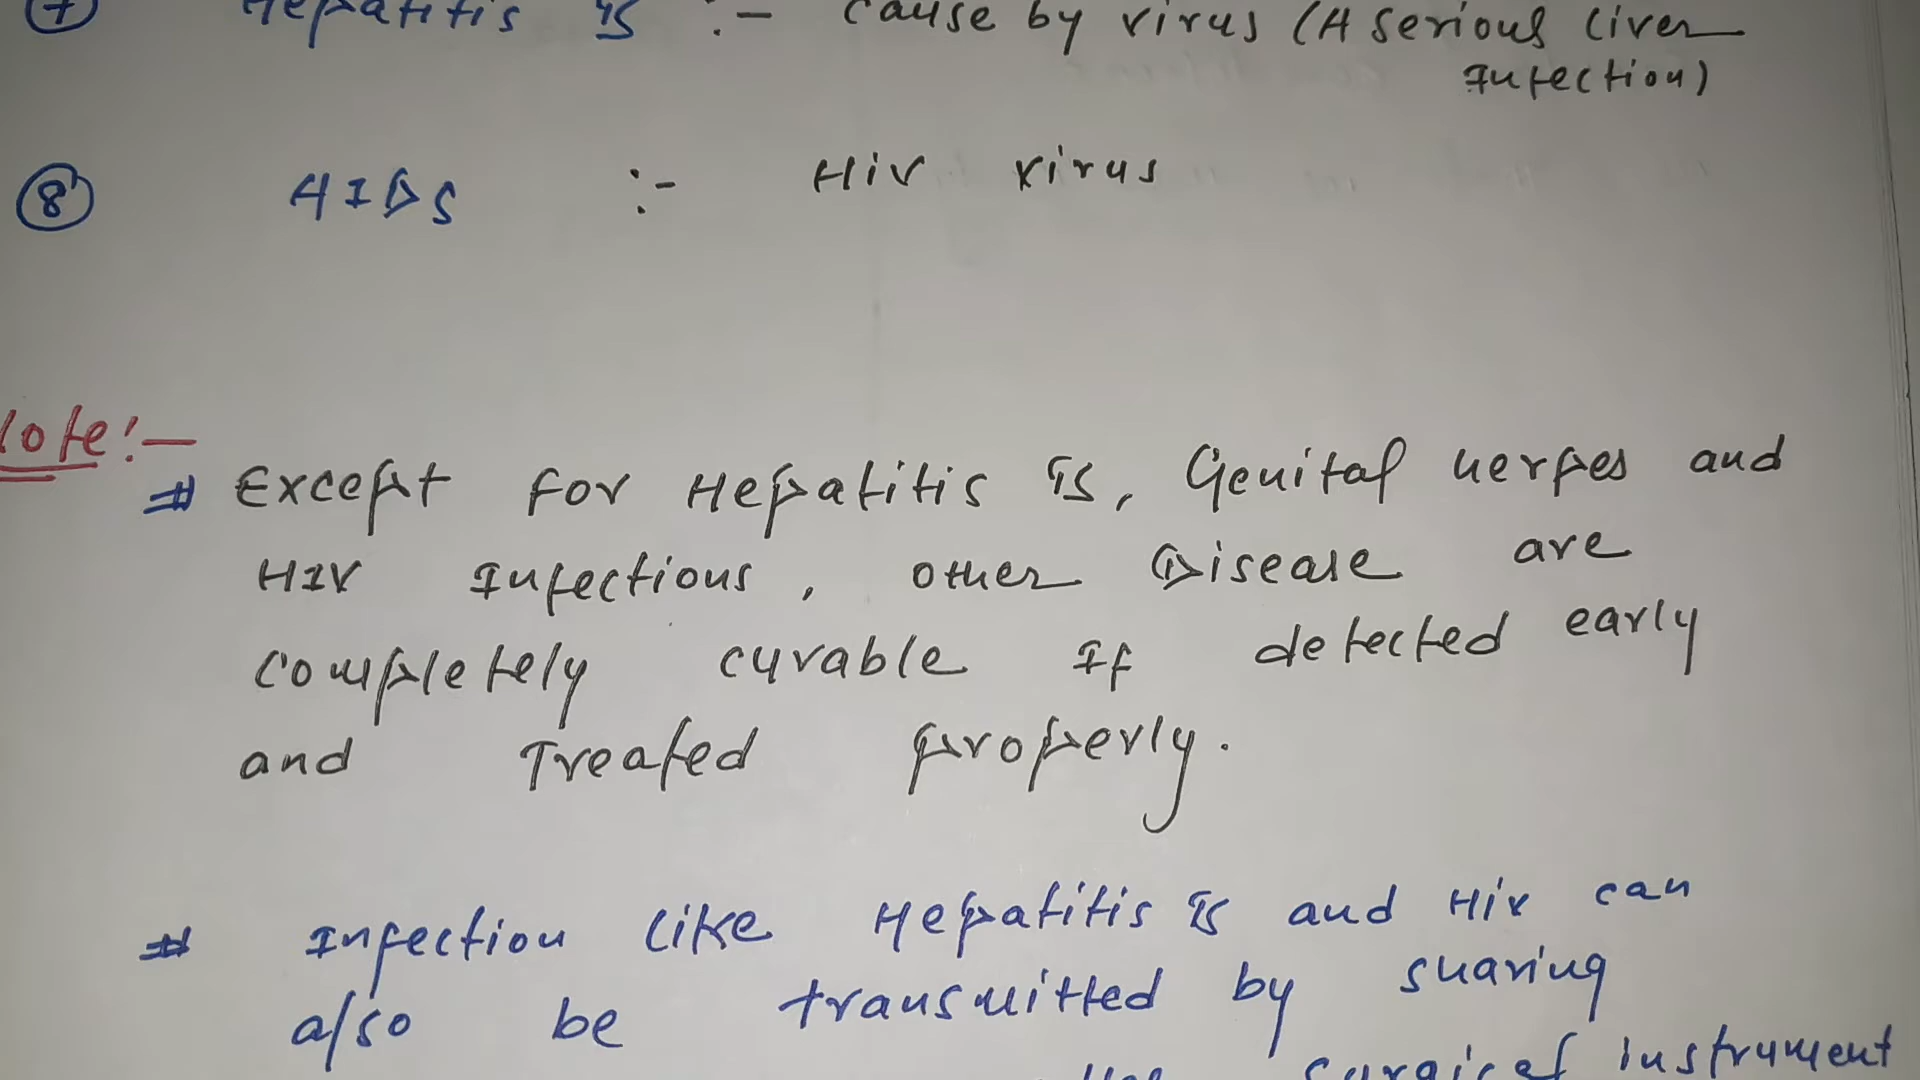 7 Hepatitis B :- Cause by virus (A Serious liver
Infection)
8 AIDS :- Hiv virus
Note:-
⇒ Except for Hepatitis B, Genital herpes and
HIV Infections, other Disease are
Completely curable If detected early
and Treated properly.
⇒ Infection like Hepatitis B and Hiv can
also be transmitted by sharing
surgical instrument